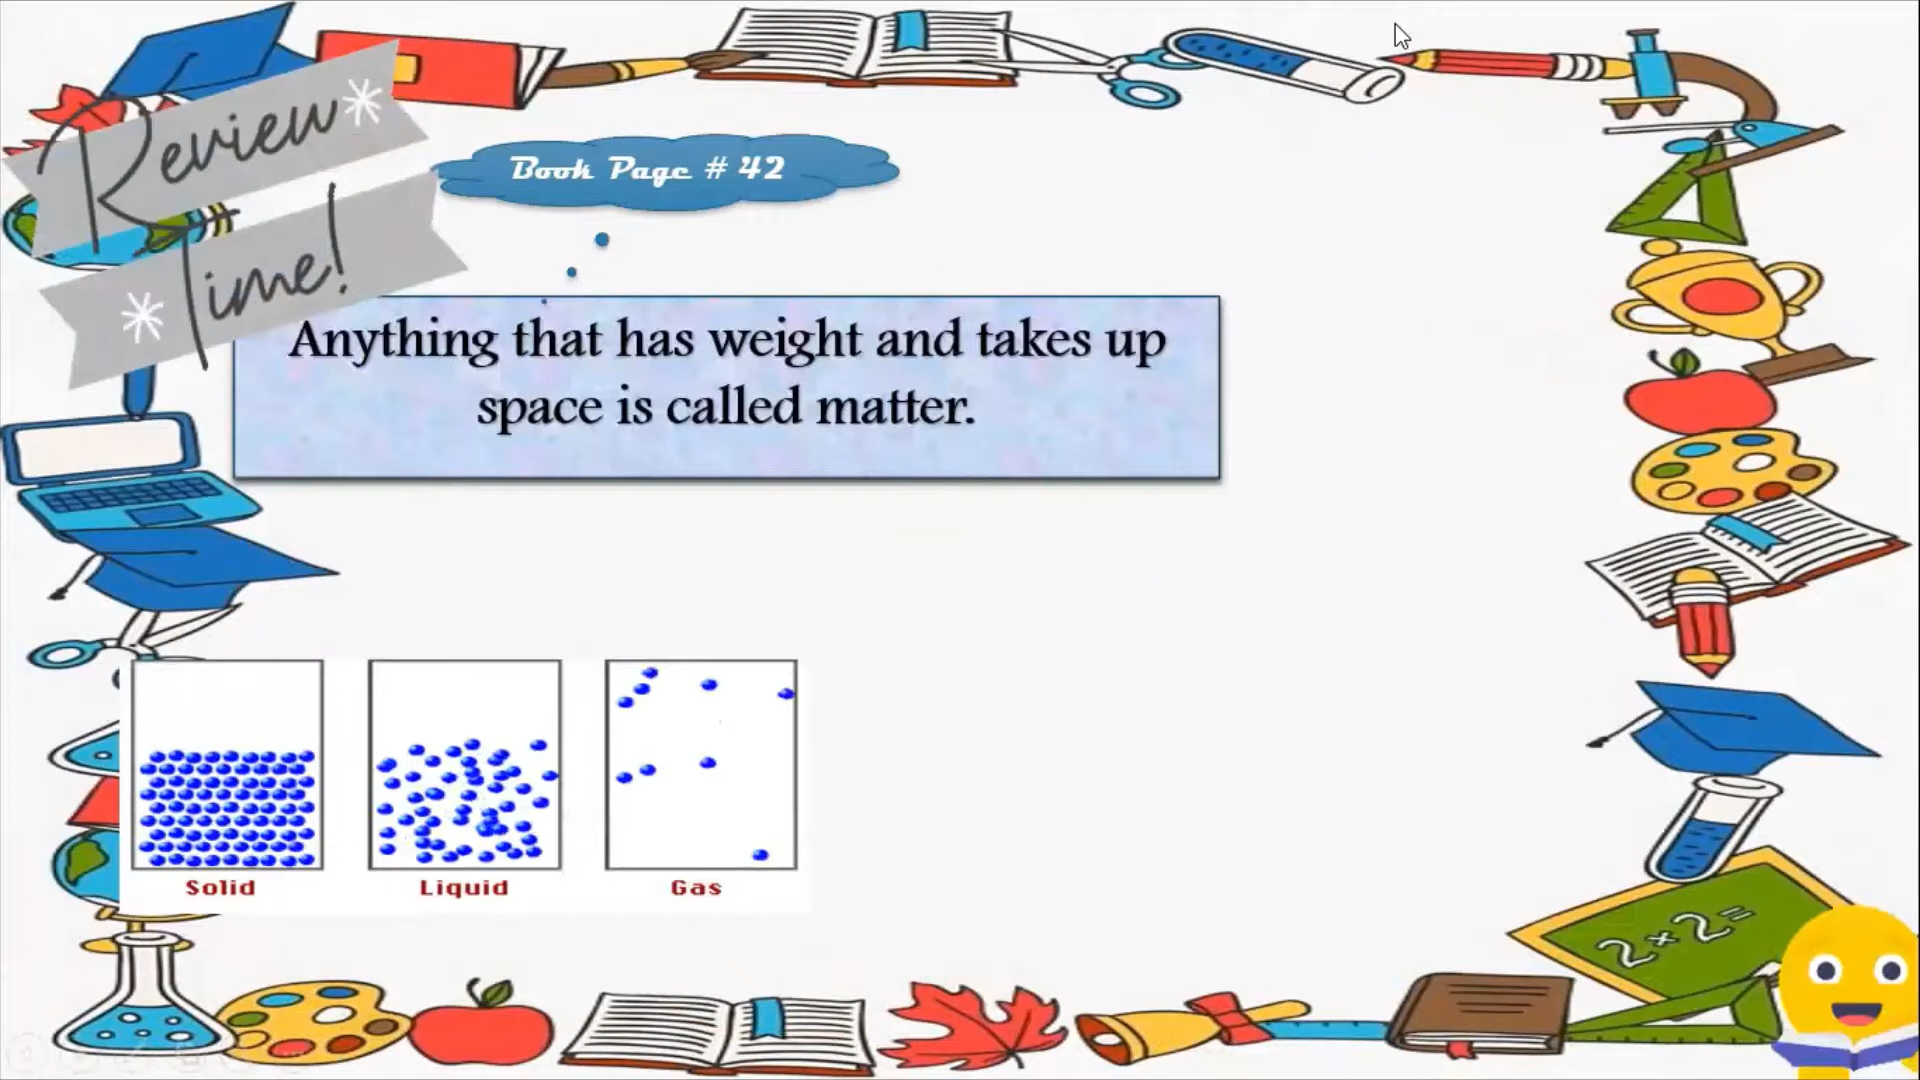 Review
Time!
Book Page # 42
Anything that has weight and takes up
space is called matter.
Solid
Liquid
Gas
2×2=